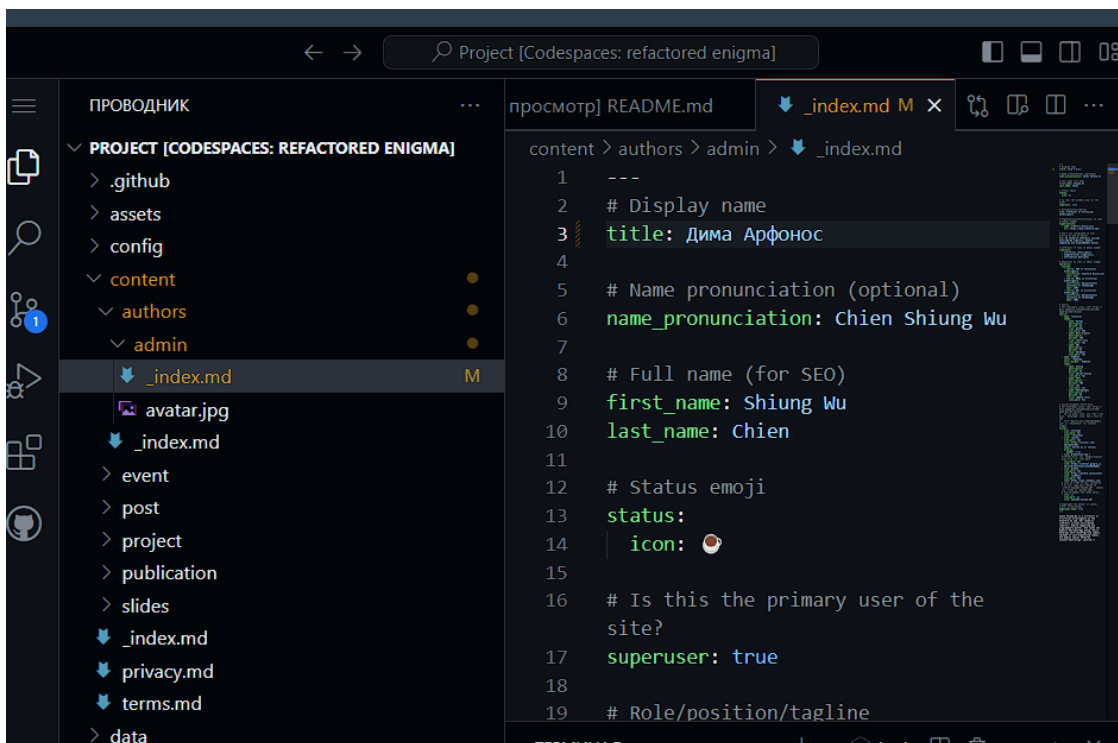 Project [Codespaces: refactored enigma]
ПРОВОДНИК
PROJECT [CODESPACES: REFACTORED ENIGMA]
.github
assets
config
content
authors
admin
_index.md M
avatar.jpg
_index.md
event
post
project
publication
slides
_index.md
privacy.md
terms.md
data
1
просмотр] README.md
_index.md M
content > authors > admin > _index.md
1 ---
2 # Display name
3 title: Дима Арфонос
4
5 # Name pronunciation (optional)
6 name_pronunciation: Chien Shiung Wu
7
8 # Full name (for SEO)
9 first_name: Shiung Wu
10 last_name: Chien
11
12 # Status emoji
13 status:
14 icon: ☕
15
16 # Is this the primary user of the
site?
17 superuser: true
18
19 # Role/position/tagline